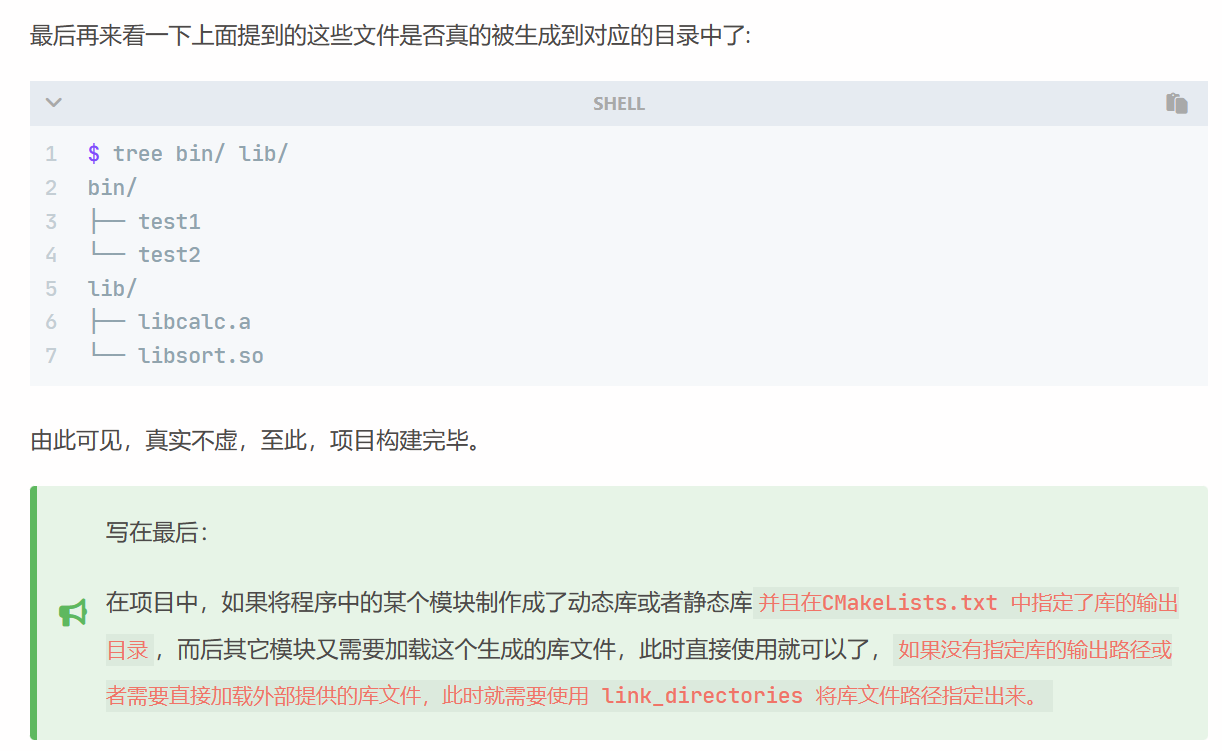 最后再来看一下上面提到的这些文件是否真的被生成到对应的目录中了:
SHELL
1 $ tree bin/ lib/
2 bin/
3 ├── test1
4 └── test2
5 lib/
6 ├── libcalc.a
7 └── libsort.so
由此可见，真实不虚，至此，项目构建完毕。
写在最后：
在项目中，如果将程序中的某个模块制作成了动态库或者静态库 并且在CMakeLists.txt 中指定了库的输出
目录 ，而后其它模块又需要加载这个生成的库文件，此时直接使用就可以了， 如果没有指定库的输出路径或
者需要直接加载外部提供的库文件，此时就需要使用 link_directories 将库文件路径指定出来。